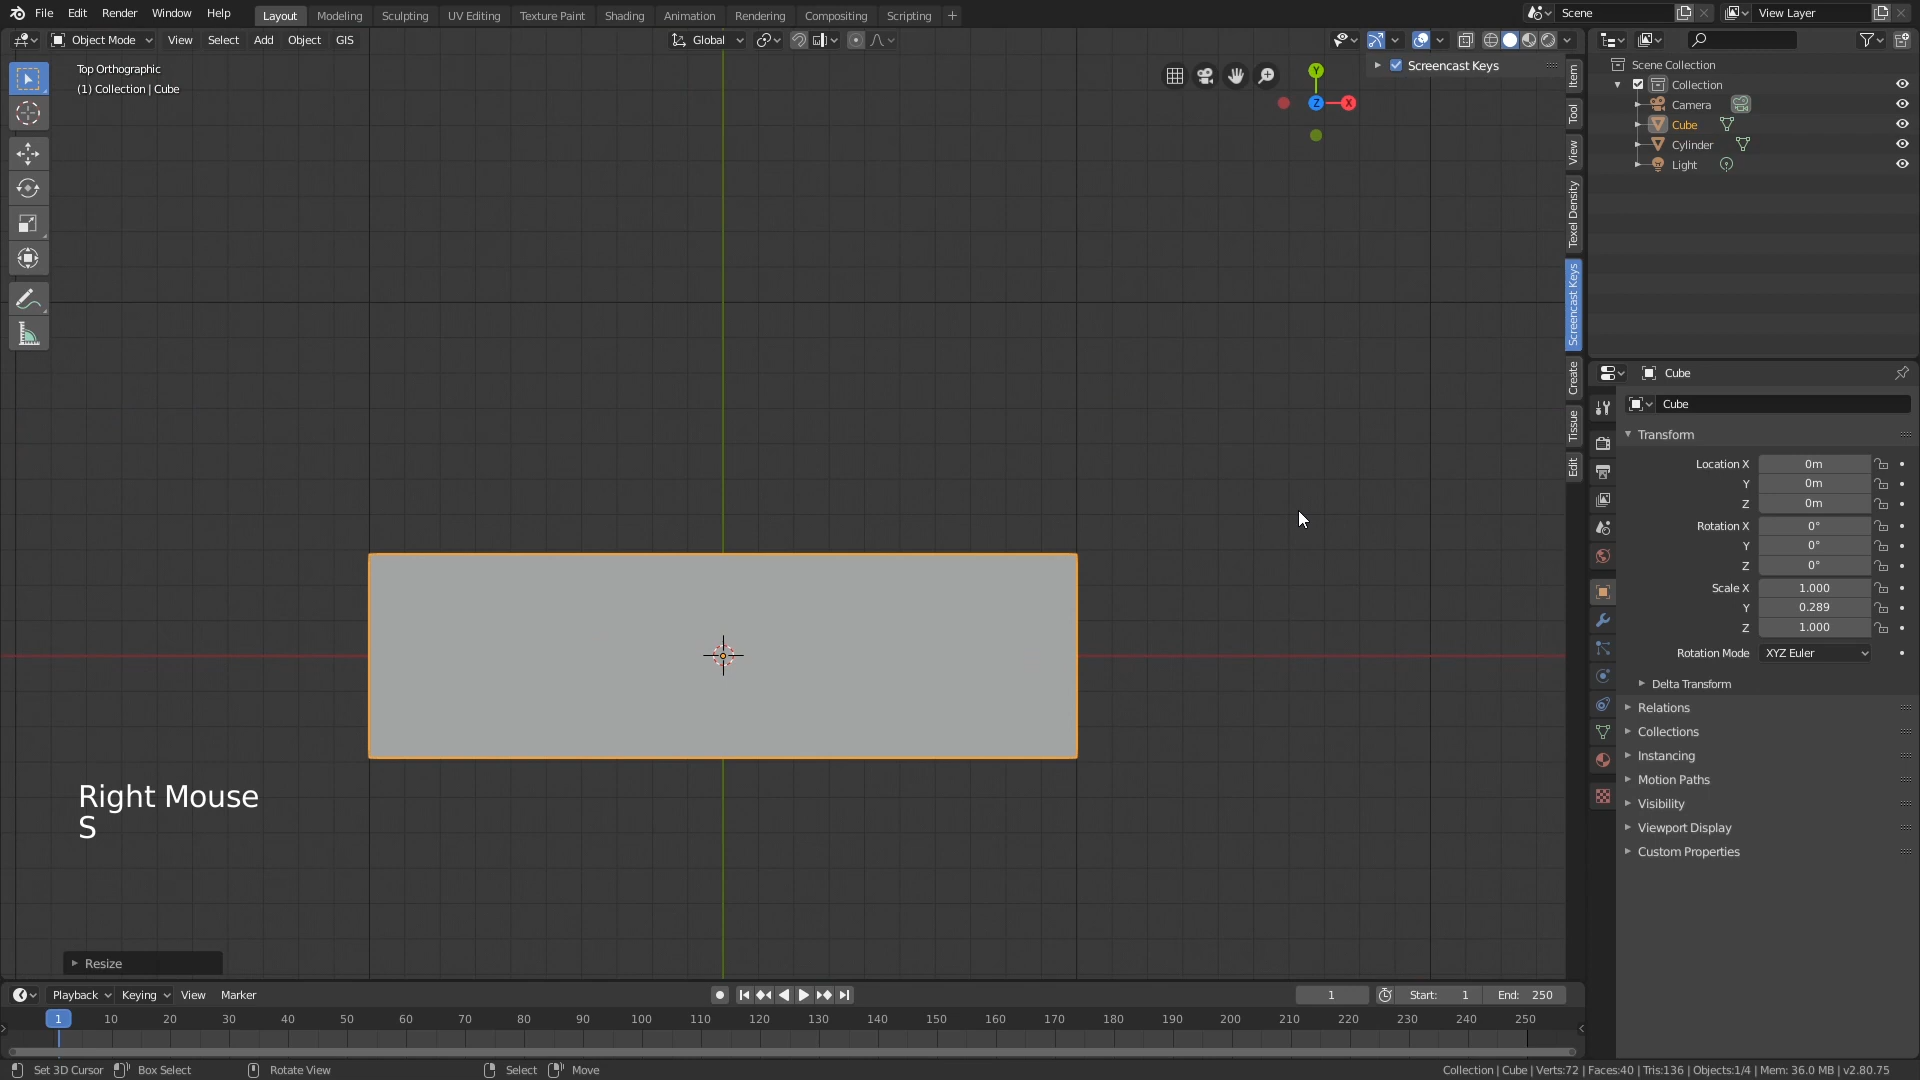 File Edit Render Window Help
Layout Modeling Sculpting UV Editing Texture Paint Shading Animation Rendering Compositing Scripting +
Scene
View Layer
Object Mode View Select Add Object GIS
Global
Top Orthographic
(1) Collection | Cube
Y
Z
X
Screencast Keys
Item
Tool
View
Texel Density
Screencast Keys
Create
Tissue
Edit
Scene Collection
Collection
Camera
Cube
Cylinder
Light
Cube
Cube
Transform
Location X 0m
Y 0m
Z 0m
Rotation X 0°
Y 0°
Z 0°
Scale X 1.000
Y 0.289
Z 1.000
Rotation Mode XYZ Euler
Delta Transform
Relations
Collections
Instancing
Motion Paths
Visibility
Viewport Display
Custom Properties
Right Mouse
S
Resize
Playback Keying View Marker
1
Start: 1
End: 250
1 10 20 30 40 50 60 70 80 90 100 110 120 130 140 150 160 170 180 190 200 210 220 230 240 250
Set 3D Cursor Box Select Rotate View Select Move
Collection | Cube | Verts:72 | Faces:40 | Tris:136 | Objects:1/4 | Mem: 36.0 MB | v2.80.75